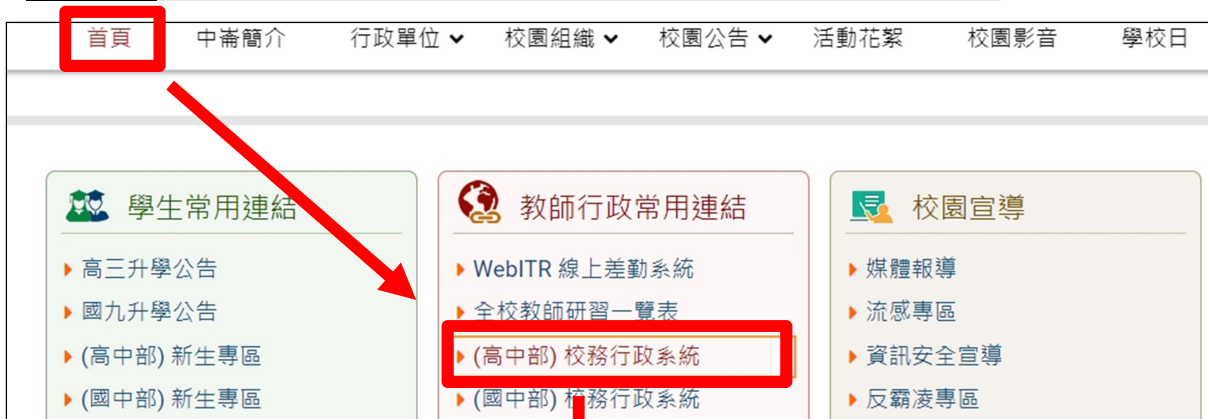 首頁 中崙簡介 行政單位 校園組織 校園公告 活動花絮 校園影音 學校日
學生常用連結
高三升學公告
國九升學公告
(高中部) 新生專區
(國中部) 新生專區
教師行政常用連結
WebITR 線上差勤系統
全校教師研習一覽表
(高中部) 校務行政系統
(國中部) 校務行政系統
校園宣導
媒體報導
流感專區
資訊安全宣導
反霸凌專區